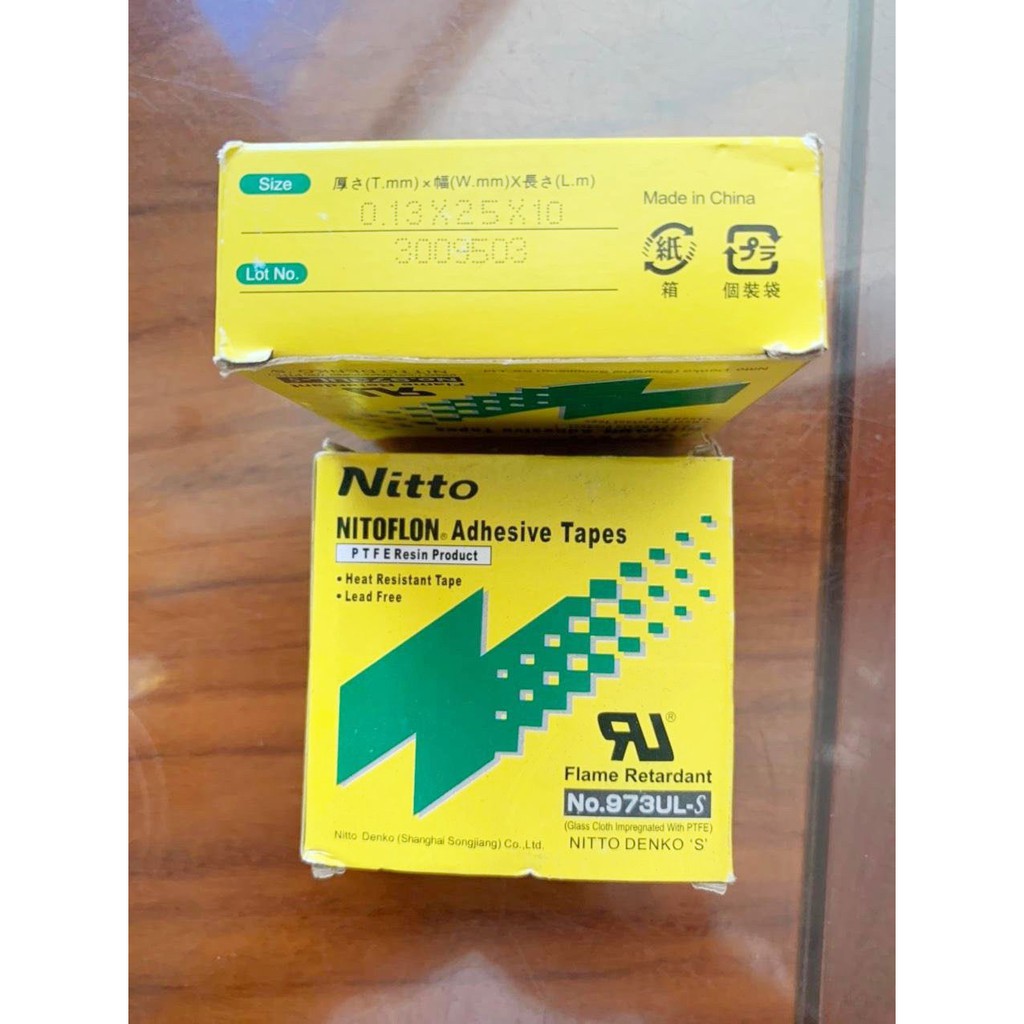 Size
厚さ(T.mm)×幅(W.mm)X長さ(L.m)
0.13X25X10
3009503
Lot No.
Made in China
紙
プラ
箱
個装袋
Nitto
NITOFLON® Adhesive Tapes
PTFE Resin Product
• Heat Resistant Tape
• Lead Free
RU®
Flame Retardant
No.973UL-S
(Glass Cloth Impregnated With PTFE)
Nitto Denko (Shanghai Songjiang) Co.,Ltd.
NITTO DENKO 'S'